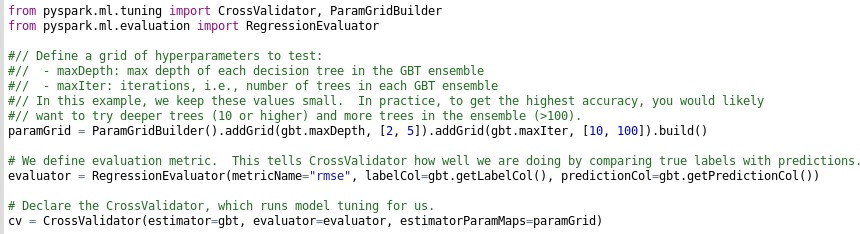 from pyspark.ml.tuning import CrossValidator, ParamGridBuilder
from pyspark.ml.evaluation import RegressionEvaluator
#// Define a grid of hyperparameters to test:
#//  - maxDepth: max depth of each decision tree in the GBT ensemble
#//  - maxIter: iterations, i.e., number of trees in each GBT ensemble
#// In this example, we keep these values small.  In practice, to get the highest accuracy, you would likely
#// want to try deeper trees (10 or higher) and more trees in the ensemble (>100).
paramGrid = ParamGridBuilder().addGrid(gbt.maxDepth, [2, 5]).addGrid(gbt.maxIter, [10, 100]).build()
# We define evaluation metric.  This tells CrossValidator how well we are doing by comparing true labels with predictions.
evaluator = RegressionEvaluator(metricName="rmse", labelCol=gbt.getLabelCol(), predictionCol=gbt.getPredictionCol())
# Declare the CrossValidator, which runs model tuning for us.
cv = CrossValidator(estimator=gbt, evaluator=evaluator, estimatorParamMaps=paramGrid)